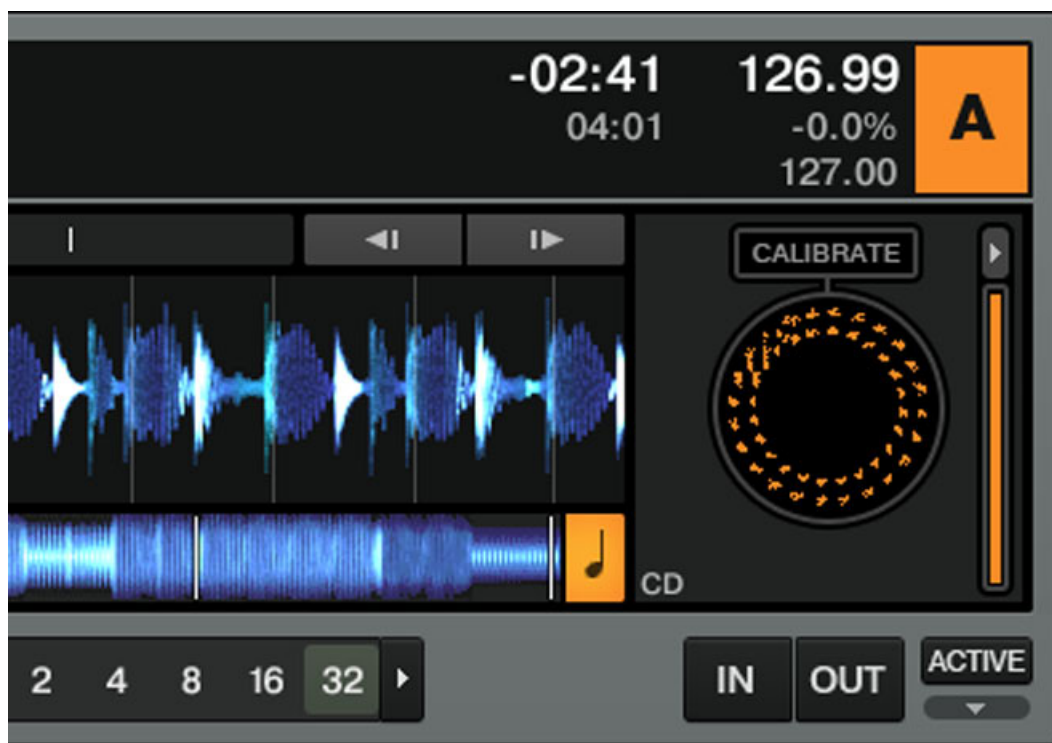 -02:41 126.99
04:01 -0.0%
127.00
A
CALIBRATE
CD
2 4 8 16 32
IN OUT ACTIVE